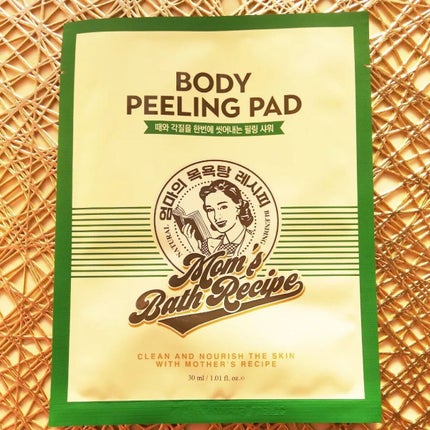 BODY
PEELING PAD
때와 각질을 한번에 씻어내는 필링 샤워
엄마의 목욕탕 레시피
NATURAL
BLENDING
Mom's
Bath Recipe
CLEAN AND NOURISH THE SKIN
WITH MOTHER'S RECIPE
30 ml / 1.01 fl. oz.e